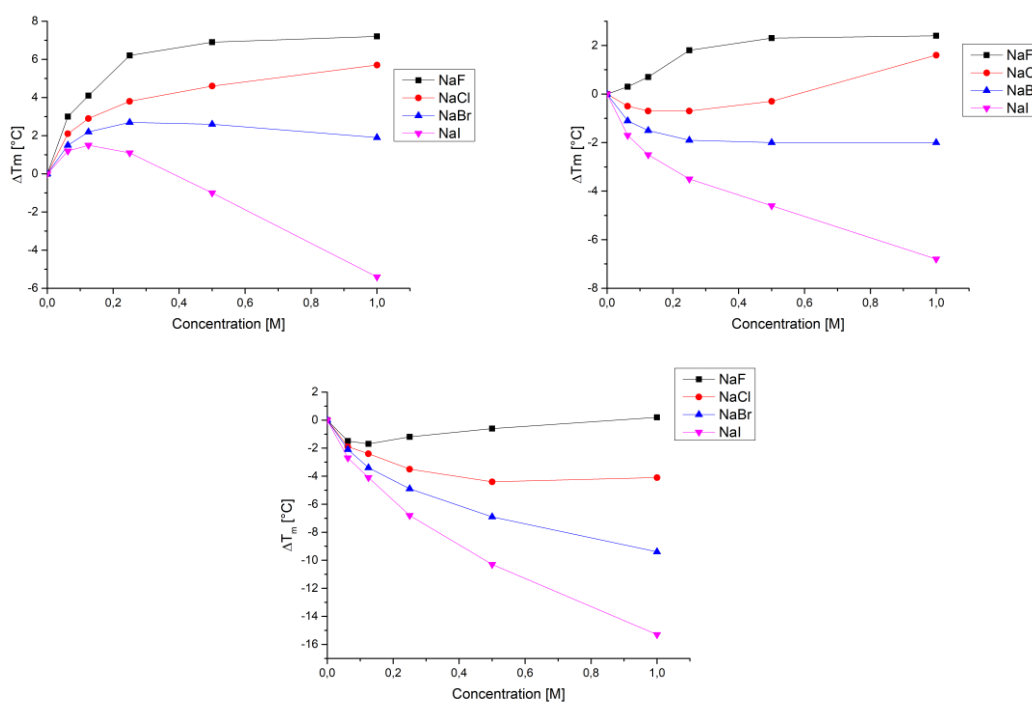 8
6
4
2
0
-2
-4
-6
ΔTm [°C]
0,0 0,2 0,4 0,6 0,8 1,0
Concentration [M]
NaF
NaCl
NaBr
NaI
2
0
-2
-4
-6
-8
ΔTm [°C]
0,0 0,2 0,4 0,6 0,8 1,0
Concentration [M]
NaF
NaC
NaB
NaI
2
0
-2
-4
-6
-8
-10
-12
-14
-16
ΔTm [°C]
0,0 0,2 0,4 0,6 0,8 1,0
Concentration [M]
NaF
NaCl
NaBr
NaI